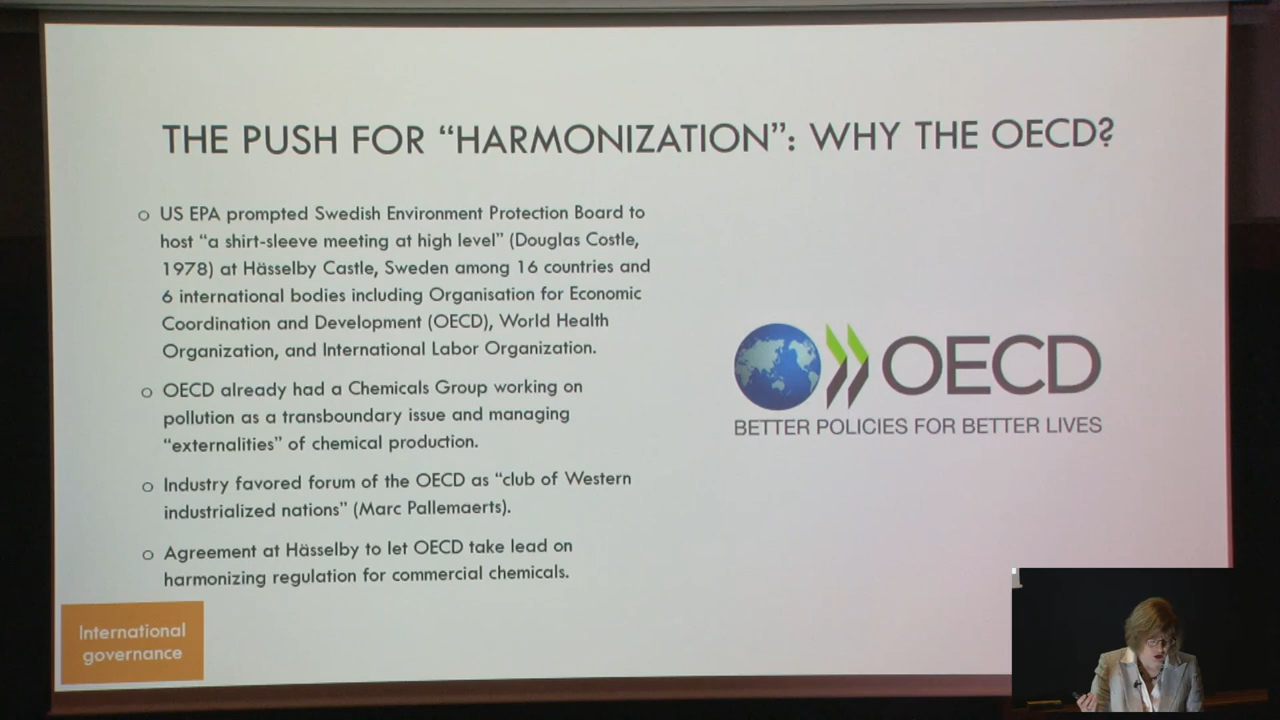 THE PUSH FOR “HARMONIZATION”: WHY THE OECD?
o US EPA prompted Swedish Environment Protection Board to
host “a shirt-sleeve meeting at high level” (Douglas Costle,
1978) at Hässelby Castle, Sweden among 16 countries and
6 international bodies including Organisation for Economic
Coordination and Development (OECD), World Health
Organization, and International Labor Organization.
o OECD already had a Chemicals Group working on
pollution as a transboundary issue and managing
“externalities” of chemical production.
o Industry favored forum of the OECD as “club of Western
industrialized nations” (Marc Pallemaerts).
o Agreement at Hässelby to let OECD take lead on
harmonizing regulation for commercial chemicals.
OECD
BETTER POLICIES FOR BETTER LIVES
International
governance